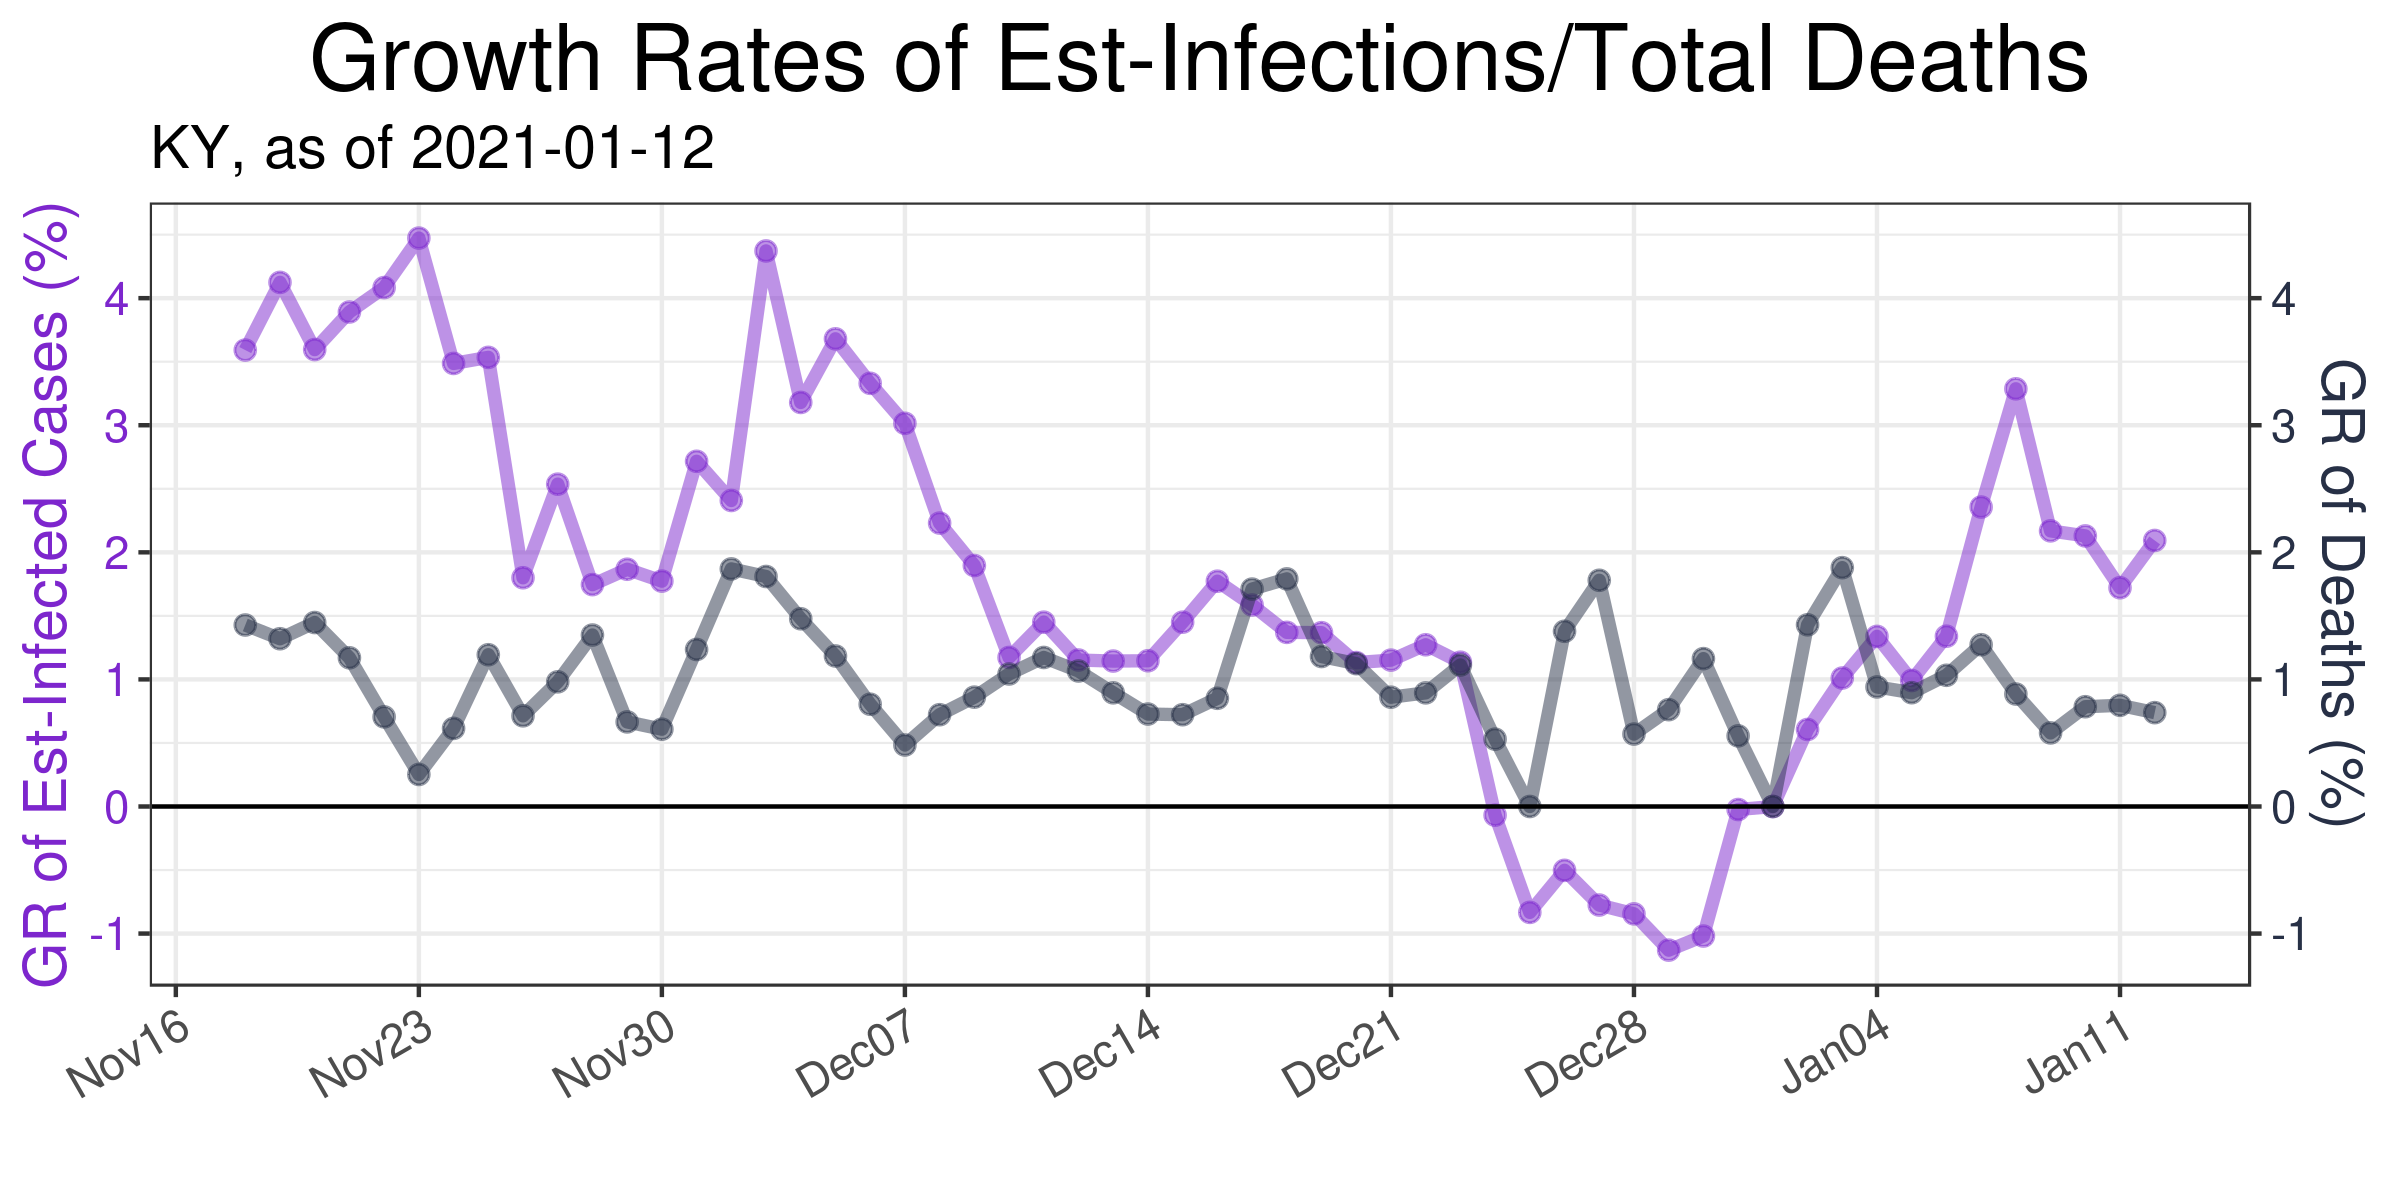 Growth Rates of Est-Infections/Total Deaths
KY, as of 2021-01-12
GR of Est-Infected Cases (%)
4
3
2
1
0
-1
4
3
2
1
0
-1
GR of Deaths (%)
Nov16 Nov23 Nov30 Dec07 Dec14 Dec21 Dec28 Jan04 Jan11